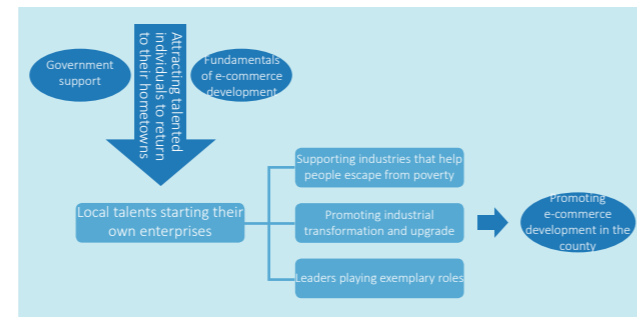 Government
support
Attracting talented
individuals to return
to their hometowns
Fundamentals
of e-commerce
development
Local talents starting their
own enterprises
Supporting industries that help
people escape from poverty
Promoting industrial
transformation and upgrade
Leaders playing exemplary roles
Promoting
e-commerce
development in the
county